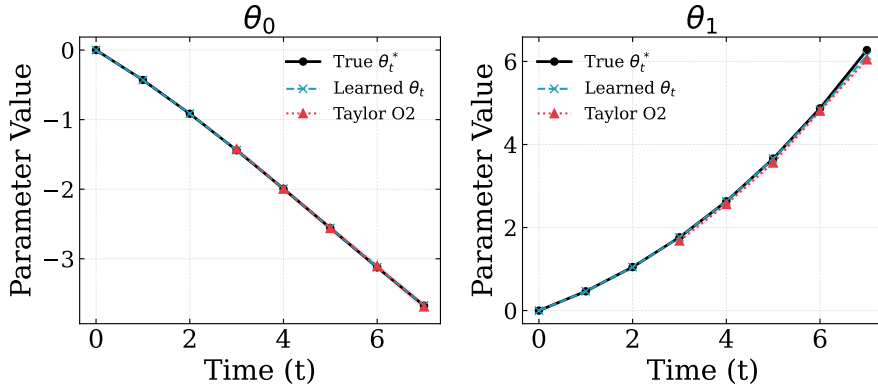 θ₀
0
−1
−2
−3
Parameter Value
0 2 4 6
Time (t)
True θₜ*
Learned θₜ
Taylor O2
θ₁
6
4
2
0
Parameter Value
0 2 4 6
Time (t)
True θₜ*
Learned θₜ
Taylor O2